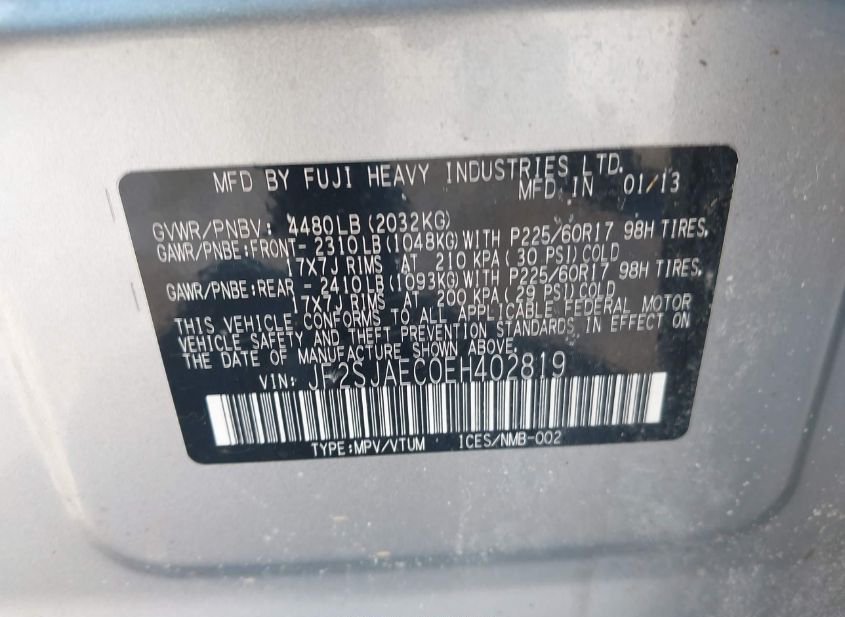 MFD BY FUJI HEAVY INDUSTRIES LTD.
MFD IN 01/13
GVWR/PNBV: 4480LB(2032KG)
GAWR/PNBE:FRONT- 2310LB(1048KG)WITH P225/60R17 98H TIRES,
17X7J RIMS AT 210 KPA( 30 PSI)COLD
GAWR/PNBE:REAR - 2410LB(1093KG)WITH P225/60R17 98H TIRES,
17X7J RIMS AT 200 KPA( 29 PSI)COLD
THIS VEHICLE CONFORMS TO ALL APPLICABLE FEDERAL MOTOR
VEHICLE SAFETY AND THEFT PREVENTION STANDARDS IN EFFECT ON
THE DATE OF MANUFACTURE SHOWN ABOVE.
VIN: JF2SJAEC0EH402819
TYPE:MPV/VTUM 1CES/NMB-002